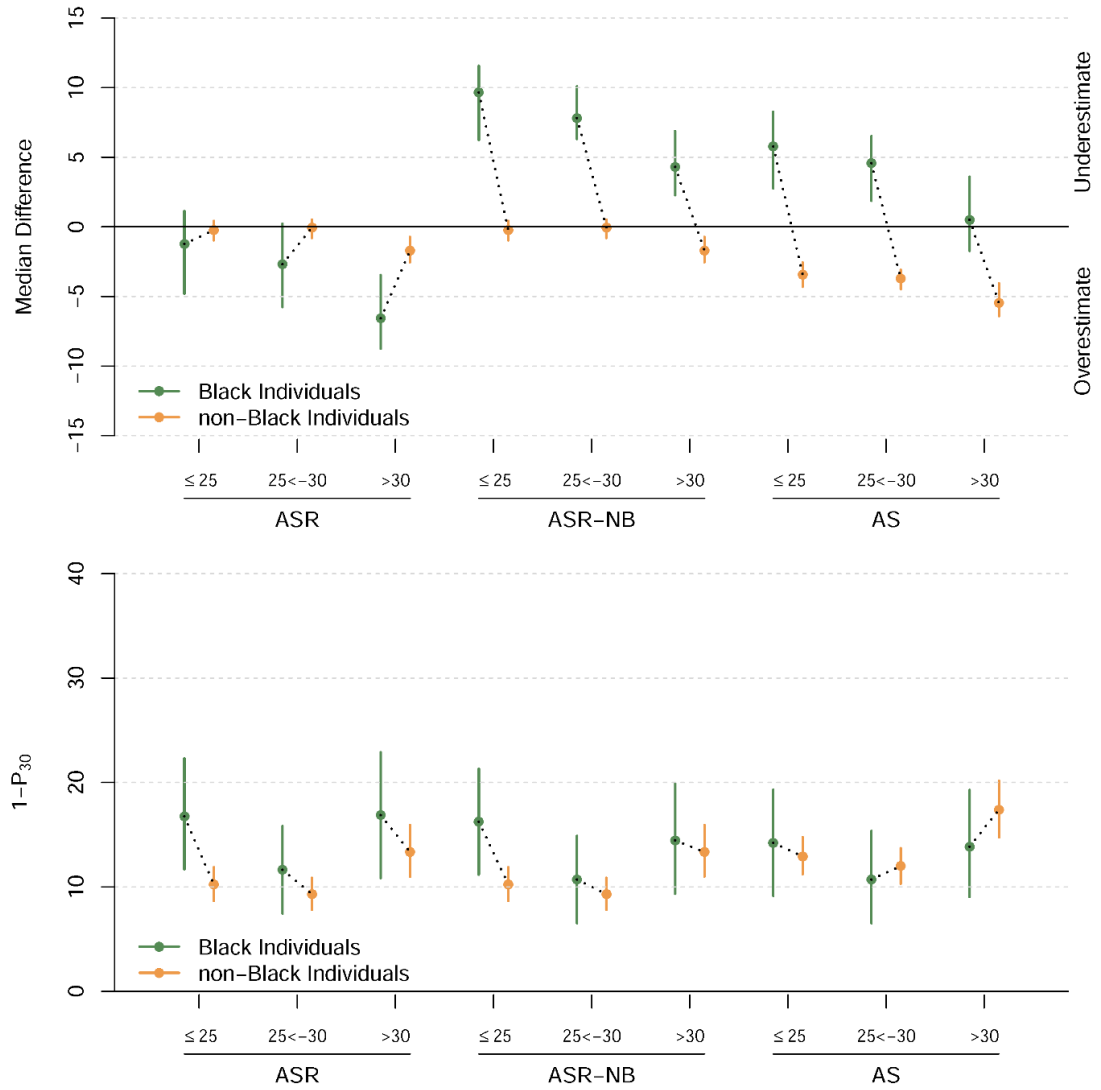 15
10
5
0
−5
−10
−15
Median Difference
Underestimate
Overestimate
Black Individuals
non−Black Individuals
≤ 25 25<−30 >30 ≤ 25 25<−30 >30 ≤ 25 25<−30 >30
ASR ASR−NB AS
40
30
20
10
0
1−P30
Black Individuals
non−Black Individuals
≤ 25 25<−30 >30 ≤ 25 25<−30 >30 ≤ 25 25<−30 >30
ASR ASR−NB AS